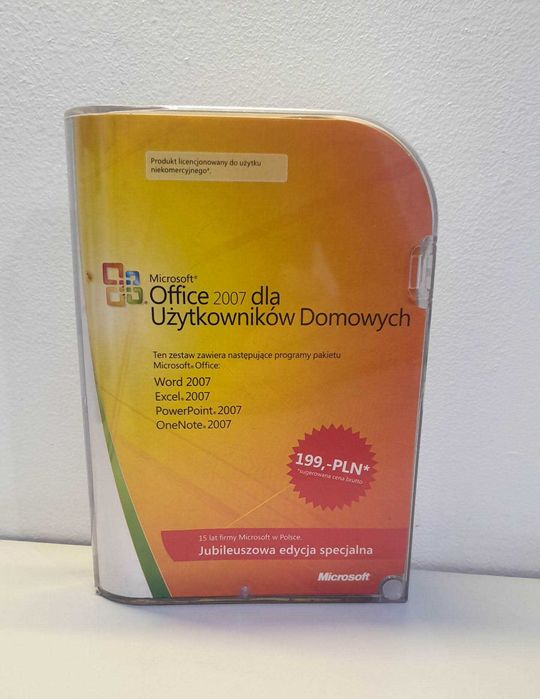 Produkt licencjonowany do użytku
niekomercyjnego*.
Microsoft®
Office 2007 dla
Użytkowników Domowych
Ten zestaw zawiera następujące programy pakietu
Microsoft® Office:
Word 2007
Excel® 2007
PowerPoint® 2007
OneNote® 2007
199,-PLN*
*sugerowana cena brutto
15 lat firmy Microsoft w Polsce.
Jubileuszowa edycja specjalna
Microsoft